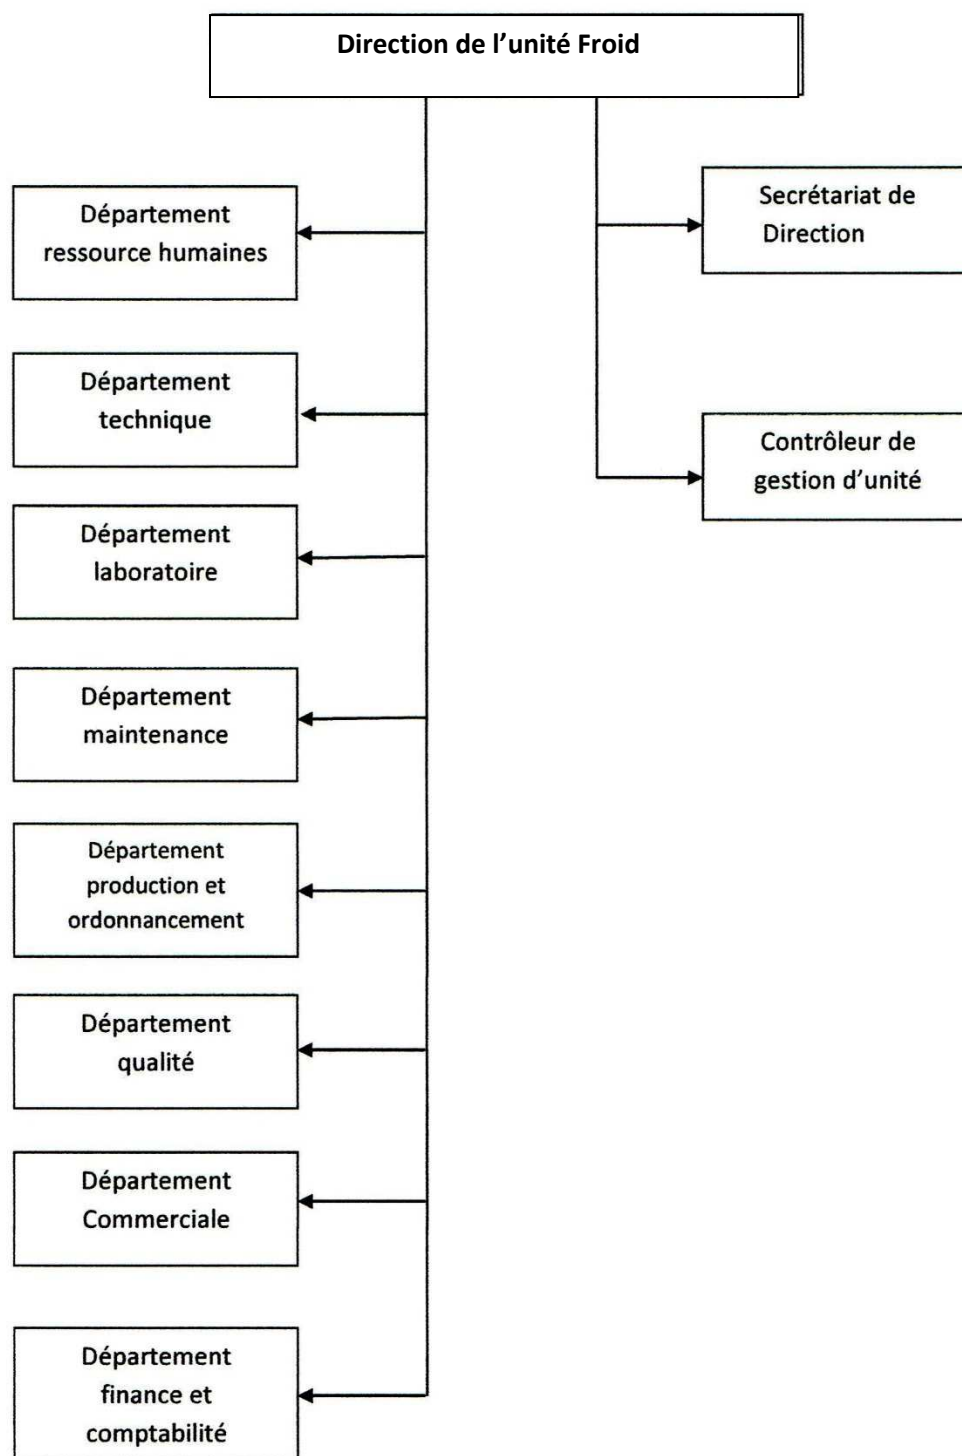 Direction de l’unité Froid
Département
ressource humaines
Secrétariat de
Direction
Département
technique
Contrôleur de
gestion d’unité
Département
laboratoire
Département
maintenance
Département
production et
ordonnancement
Département
qualité
Département
Commerciale
Département
finance et
comptabilité